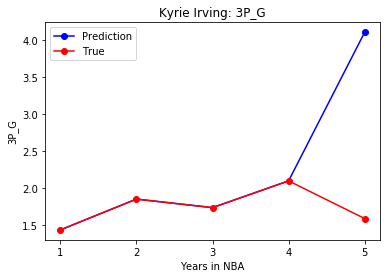 Kyrie Irving: 3P_G
Prediction
True
4.0
3.5
3.0
2.5
2.0
1.5
3P_G
1 2 3 4 5
Years in NBA